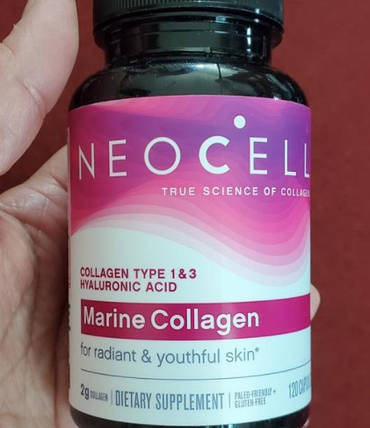 NEOCELL
TRUE SCIENCE OF COLLAGEN
COLLAGEN TYPE 1 & 3
HYALURONIC ACID
Marine Collagen
for radiant & youthful skin*
2g COLLAGEN
DIETARY SUPPLEMENT
PALEO-FRIENDLY +
GLUTEN-FREE
120